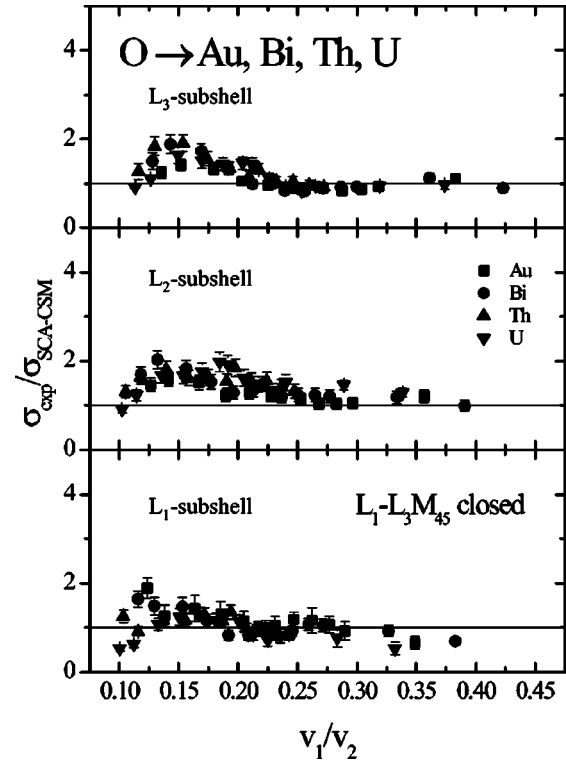 O→Au, Bi, Th, U
L₃-subshell
4
2
0
L₂-subshell
Au
Bi
Th
U
4
2
0
L₁-subshell
L₁-L₃M₄₅ closed
4
2
0
σexp/σSCA-CSM
0.10 0.15 0.20 0.25 0.30 0.35 0.40 0.45
v₁/v₂